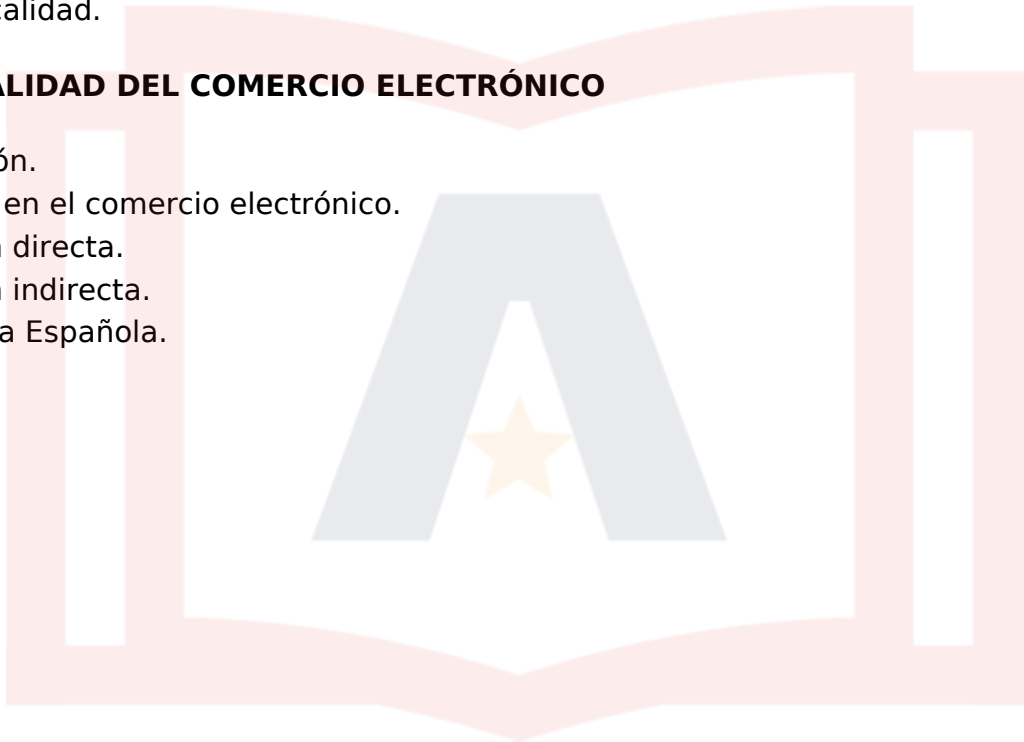 calidad.
ALIDAD DEL COMERCIO ELECTRÓNICO
ón.
en el comercio electrónico.
directa.
indirecta.
a Española.